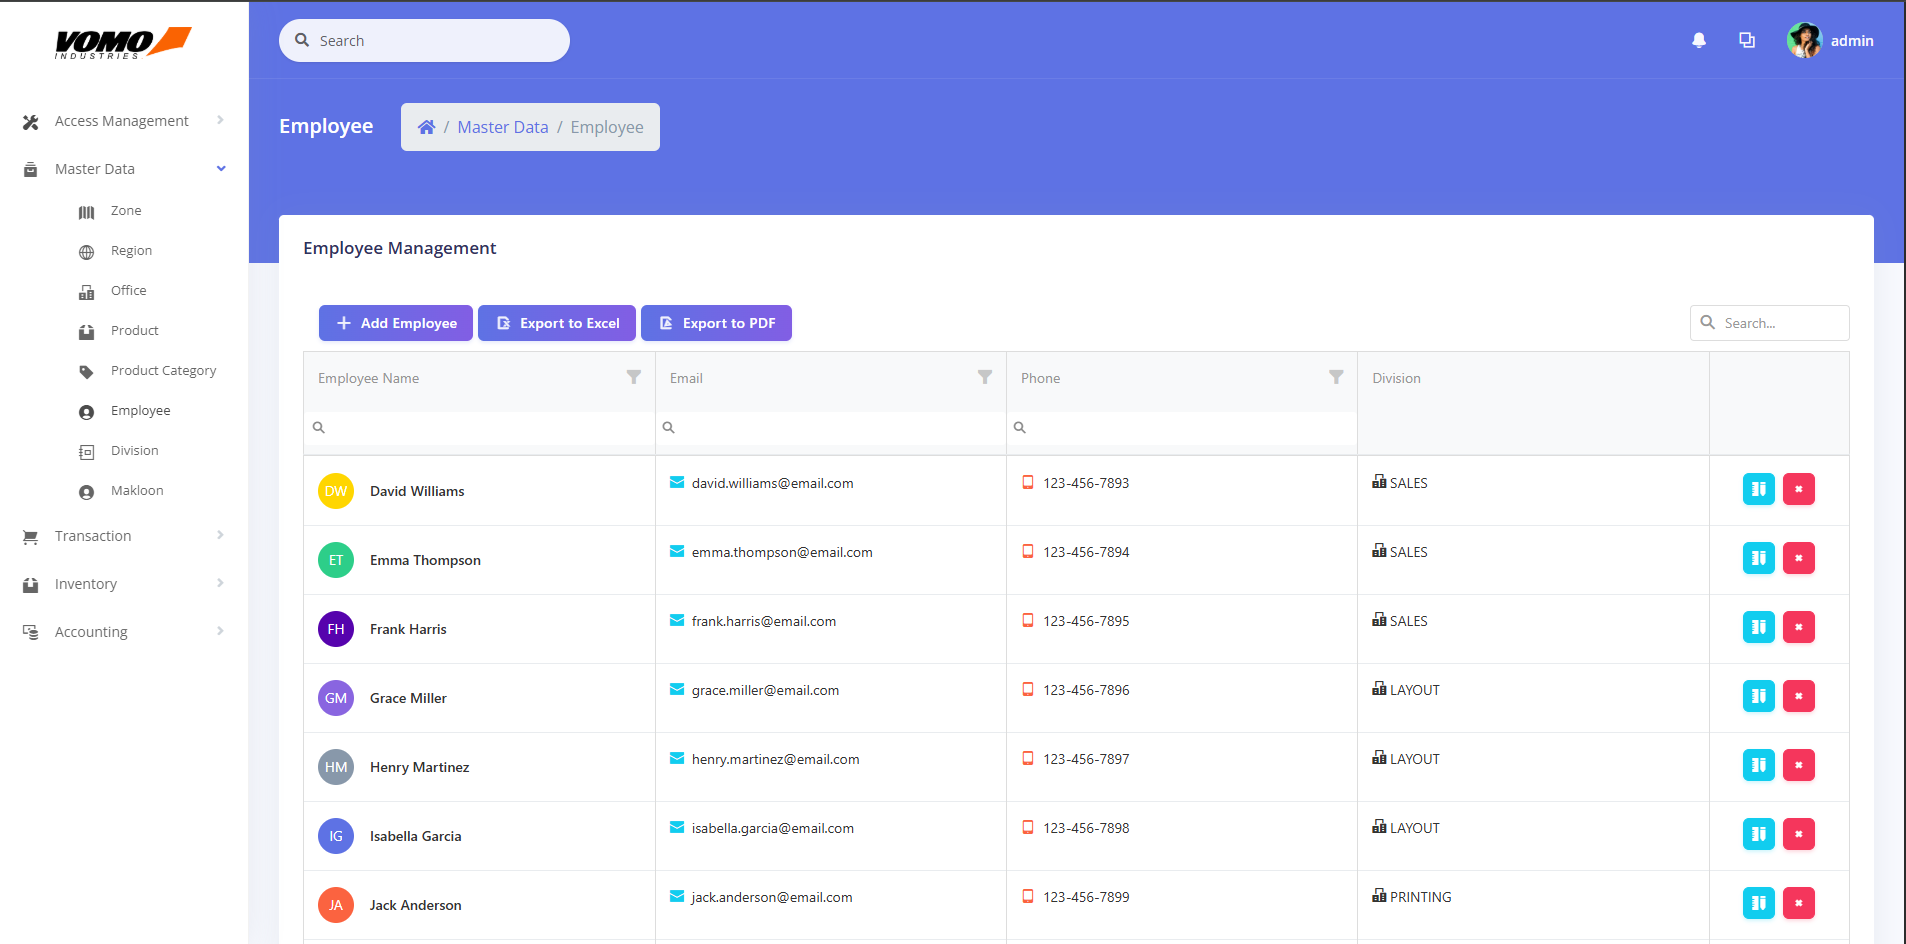 VOMO
INDUSTRIES
Search
admin
Employee
/ Master Data / Employee
Access Management
Master Data
Zone
Region
Office
Product
Product Category
Employee
Division
Makloon
Transaction
Inventory
Accounting
Employee Management
Add Employee
Export to Excel
Export to PDF
Search...
Employee Name
Email
Phone
Division
DW David Williams david.williams@email.com 123-456-7893 SALES
ET Emma Thompson emma.thompson@email.com 123-456-7894 SALES
FH Frank Harris frank.harris@email.com 123-456-7895 SALES
GM Grace Miller grace.miller@email.com 123-456-7896 LAYOUT
HM Henry Martinez henry.martinez@email.com 123-456-7897 LAYOUT
IG Isabella Garcia isabella.garcia@email.com 123-456-7898 LAYOUT
JA Jack Anderson jack.anderson@email.com 123-456-7899 PRINTING